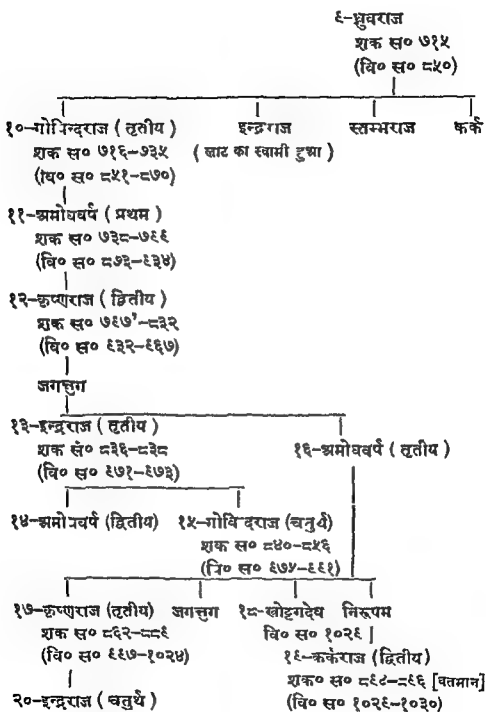 ९-ध्रुवराज
शक स० ७१५
(वि० स० ८५०)
१०-गोविन्दराज ( तृतीय ) इन्द्रराज स्तम्भराज कर्क
शक स० ७१६-७३५ ( लाट का स्वामी हुआ )
(वि० स० ८५१-८७०)
११-अमोघवर्ष ( प्रथम )
शक स० ७३८-७९९
(वि० स० ८७३-९३४)
१२-कृष्णराज ( द्वितीय )
शक स० ७९७'-८३२
(वि० स० ९३२-९६७)
जगत्तुग
१३-इन्द्रराज ( तृतीय )
शक सं० ८३६-८३८
(वि० स० ९७१-९७३)
१६-अमोघवर्ष ( तृतीय )
१४-अमोघवर्ष (द्वितीय) १५-गोविदराज (चतुर्थ)
शक स० ८४०-८५६
(वि० स० ९७५-९९१)
१७-कृष्णराज (तृतीय) जगत्तुग १८-खोट्टगदेव निरूपम
शक स० ८६२-८८९ वि० स० १०२९
(वि० स० ९९७-१०२४) १९-कर्कराज (द्वितीय)
शक० स० ८९४-८९६ [वतमान]
२०-इन्द्रराज ( चतुर्थ ) (वि० स० १०२९-१०३०)